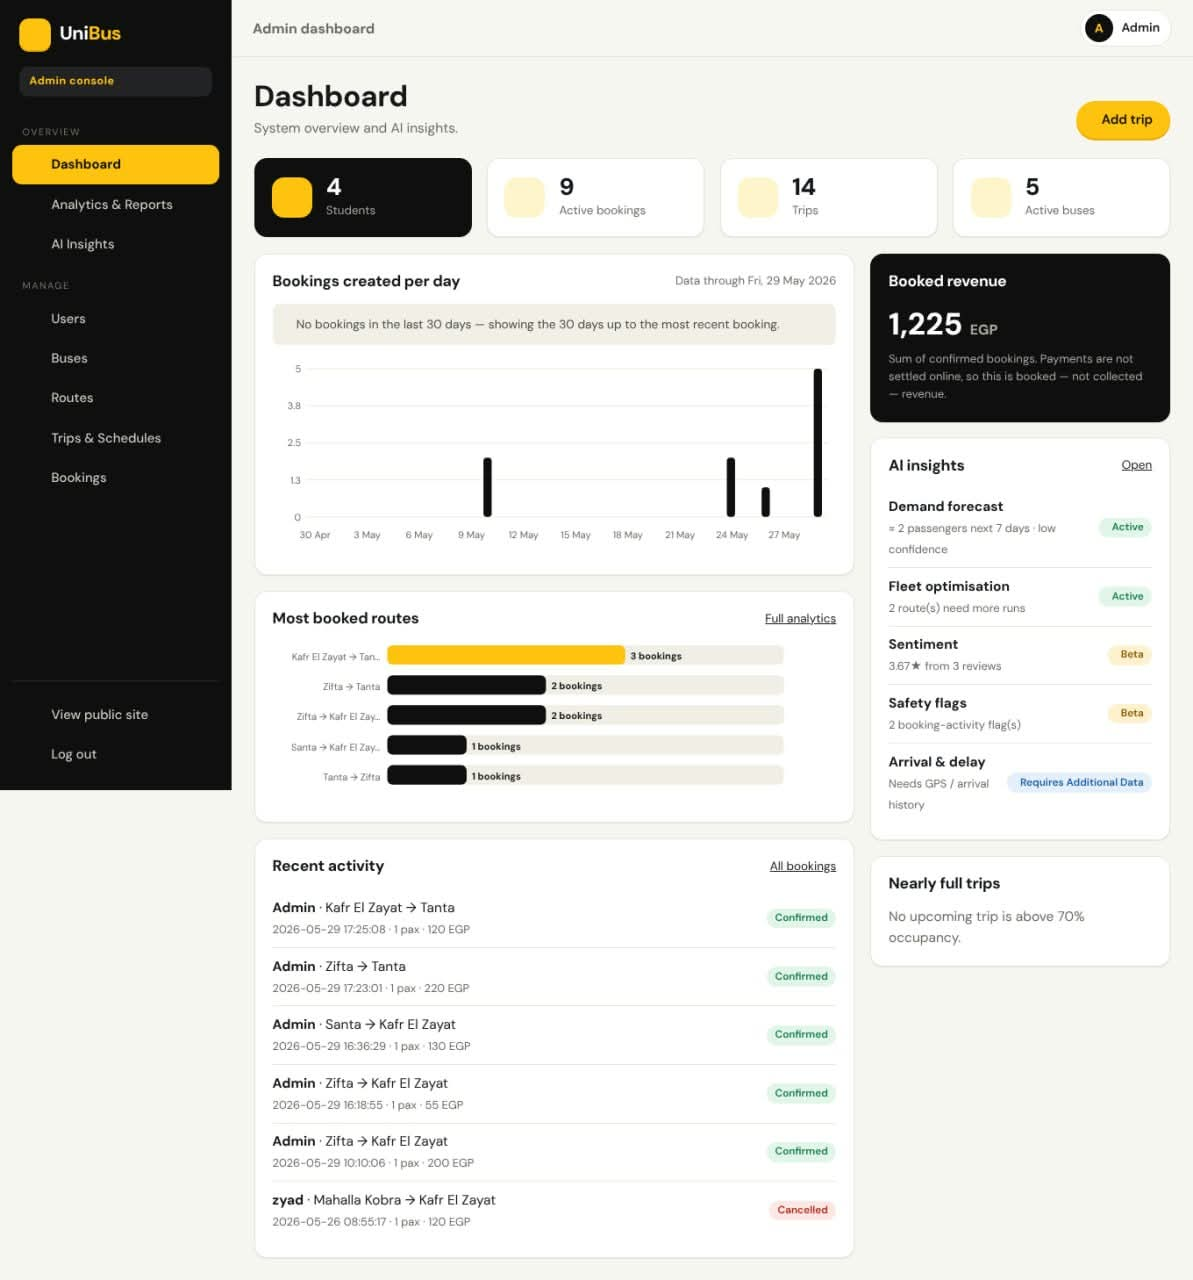 UniBus
Admin console
OVERVIEW
Dashboard
Analytics & Reports
AI Insights
MANAGE
Users
Buses
Routes
Trips & Schedules
Bookings
View public site
Log out
Admin dashboard
A Admin
Dashboard
System overview and AI insights.
Add trip
4
Students
9
Active bookings
14
Trips
5
Active buses
Bookings created per day
Data through Fri, 29 May 2026
No bookings in the last 30 days — showing the 30 days up to the most recent booking.
5
3.8
2.5
1.3
0
30 Apr 3 May 6 May 9 May 12 May 15 May 18 May 21 May 24 May 27 May
Most booked routes
Full analytics
Kafr El Zayat → Tan… 3 bookings
Zifta → Tanta 2 bookings
Zifta → Kafr El Zay… 2 bookings
Santa → Kafr El Zay… 1 bookings
Tanta → Zifta 1 bookings
Recent activity
All bookings
Admin · Kafr El Zayat → Tanta
2026-05-29 17:25:08 · 1 pax · 120 EGP
Confirmed
Admin · Zifta → Tanta
2026-05-29 17:23:01 · 1 pax · 220 EGP
Confirmed
Admin · Santa → Kafr El Zayat
2026-05-29 16:36:29 · 1 pax · 130 EGP
Confirmed
Admin · Zifta → Kafr El Zayat
2026-05-29 16:18:55 · 1 pax · 55 EGP
Confirmed
Admin · Zifta → Kafr El Zayat
2026-05-29 10:10:06 · 1 pax · 200 EGP
Confirmed
zyad · Mahalla Kobra → Kafr El Zayat
2026-05-26 08:55:17 · 1 pax · 120 EGP
Cancelled
Booked revenue
1,225 EGP
Sum of confirmed bookings. Payments are not
settled online, so this is booked — not collected
— revenue.
AI insights
Open
Demand forecast
≈ 2 passengers next 7 days · low
confidence
Active
Fleet optimisation
2 route(s) need more runs
Active
Sentiment
3.67★ from 3 reviews
Beta
Safety flags
2 booking-activity flag(s)
Beta
Arrival & delay
Needs GPS / arrival
history
Requires Additional Data
Nearly full trips
No upcoming trip is above 70%
occupancy.